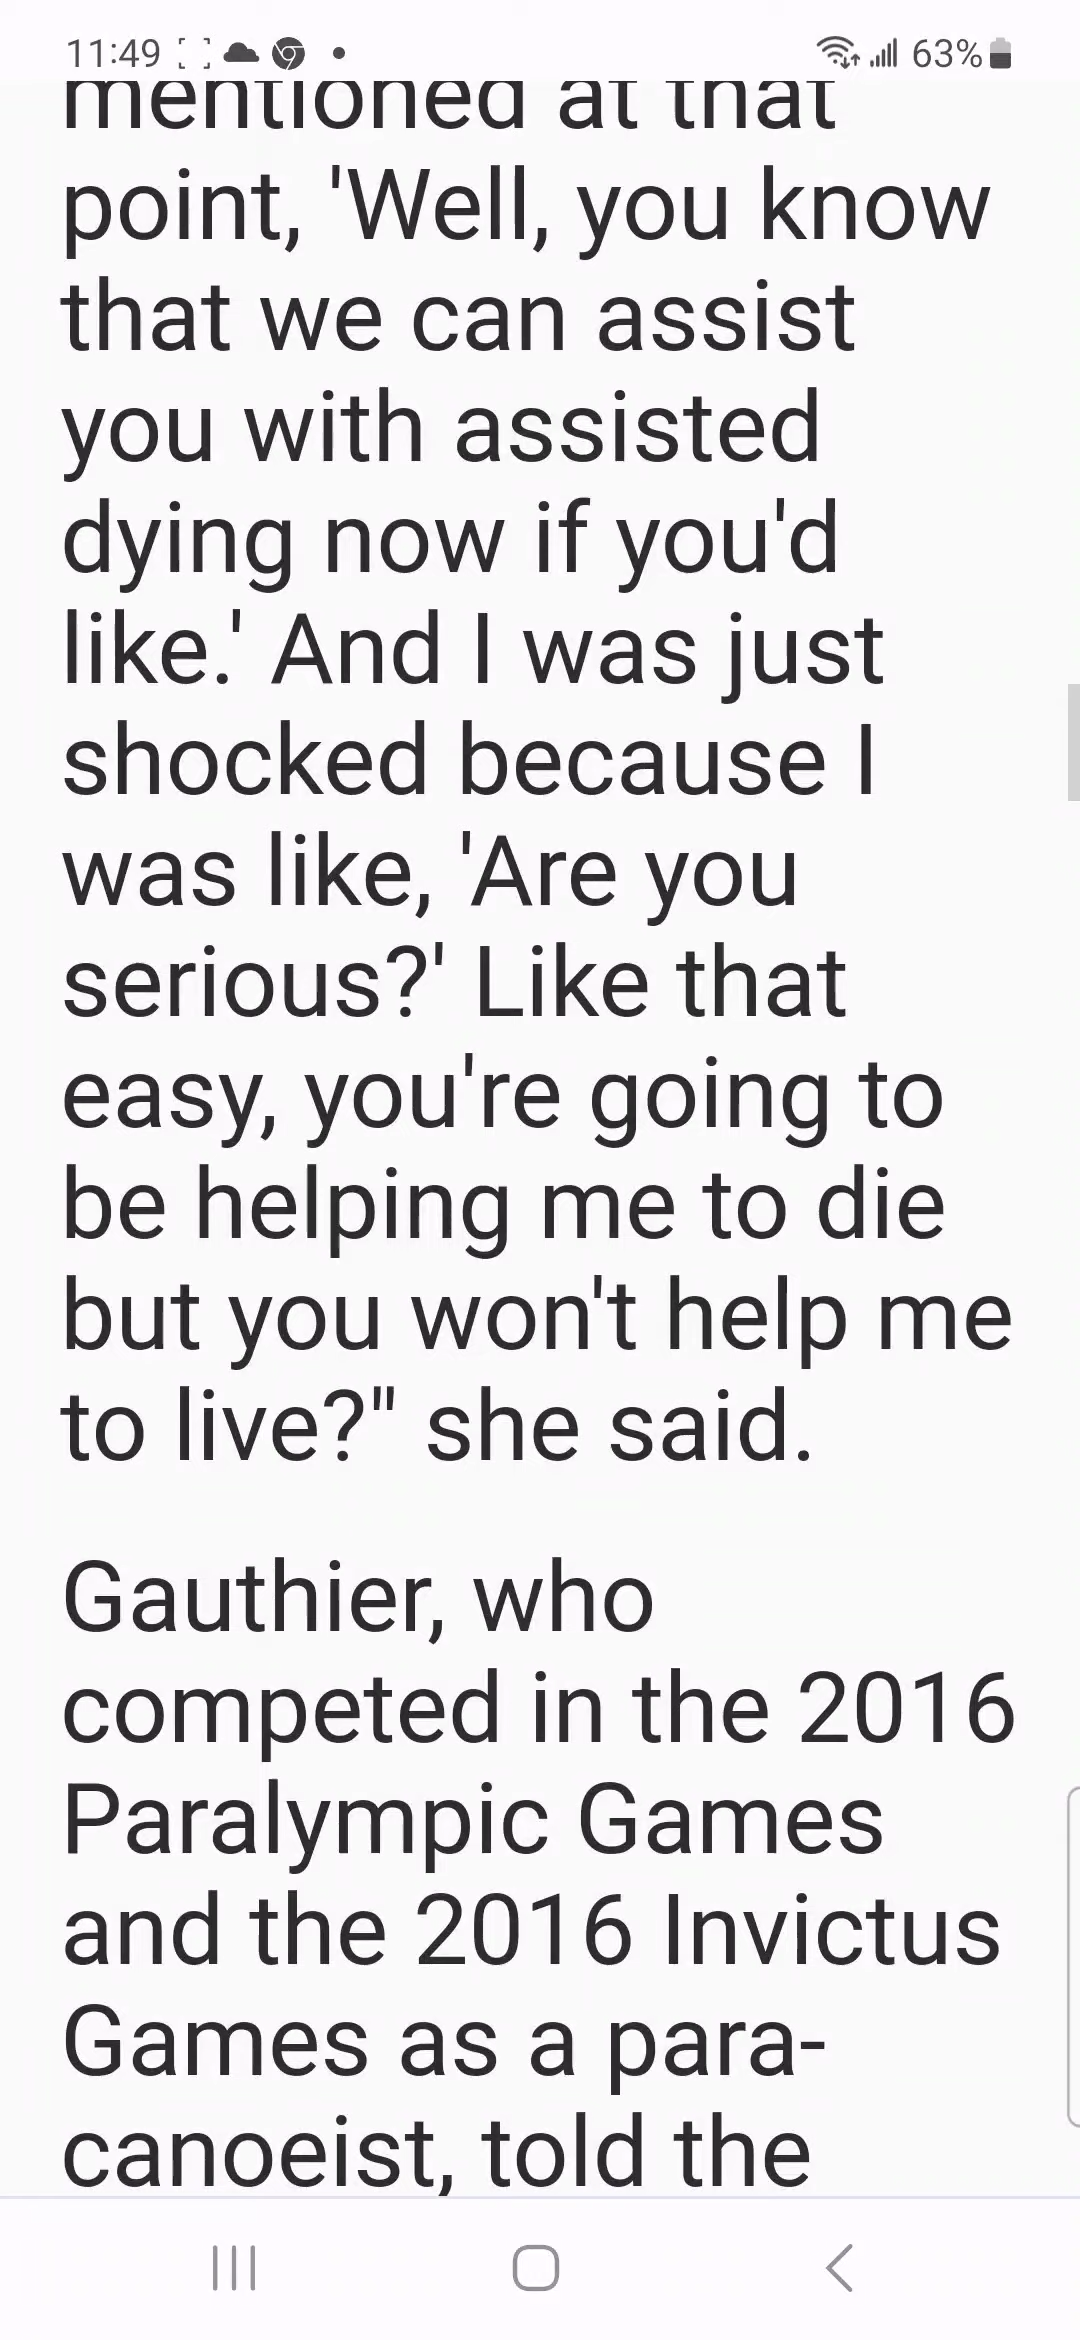 11:49 63%
mentioned at that
point, 'Well, you know
that we can assist
you with assisted
dying now if you'd
like.' And I was just
shocked because I
was like, 'Are you
serious?' Like that
easy, you're going to
be helping me to die
but you won't help me
to live?" she said.
Gauthier, who
competed in the 2016
Paralympic Games
and the 2016 Invictus
Games as a para-
canoeist, told the